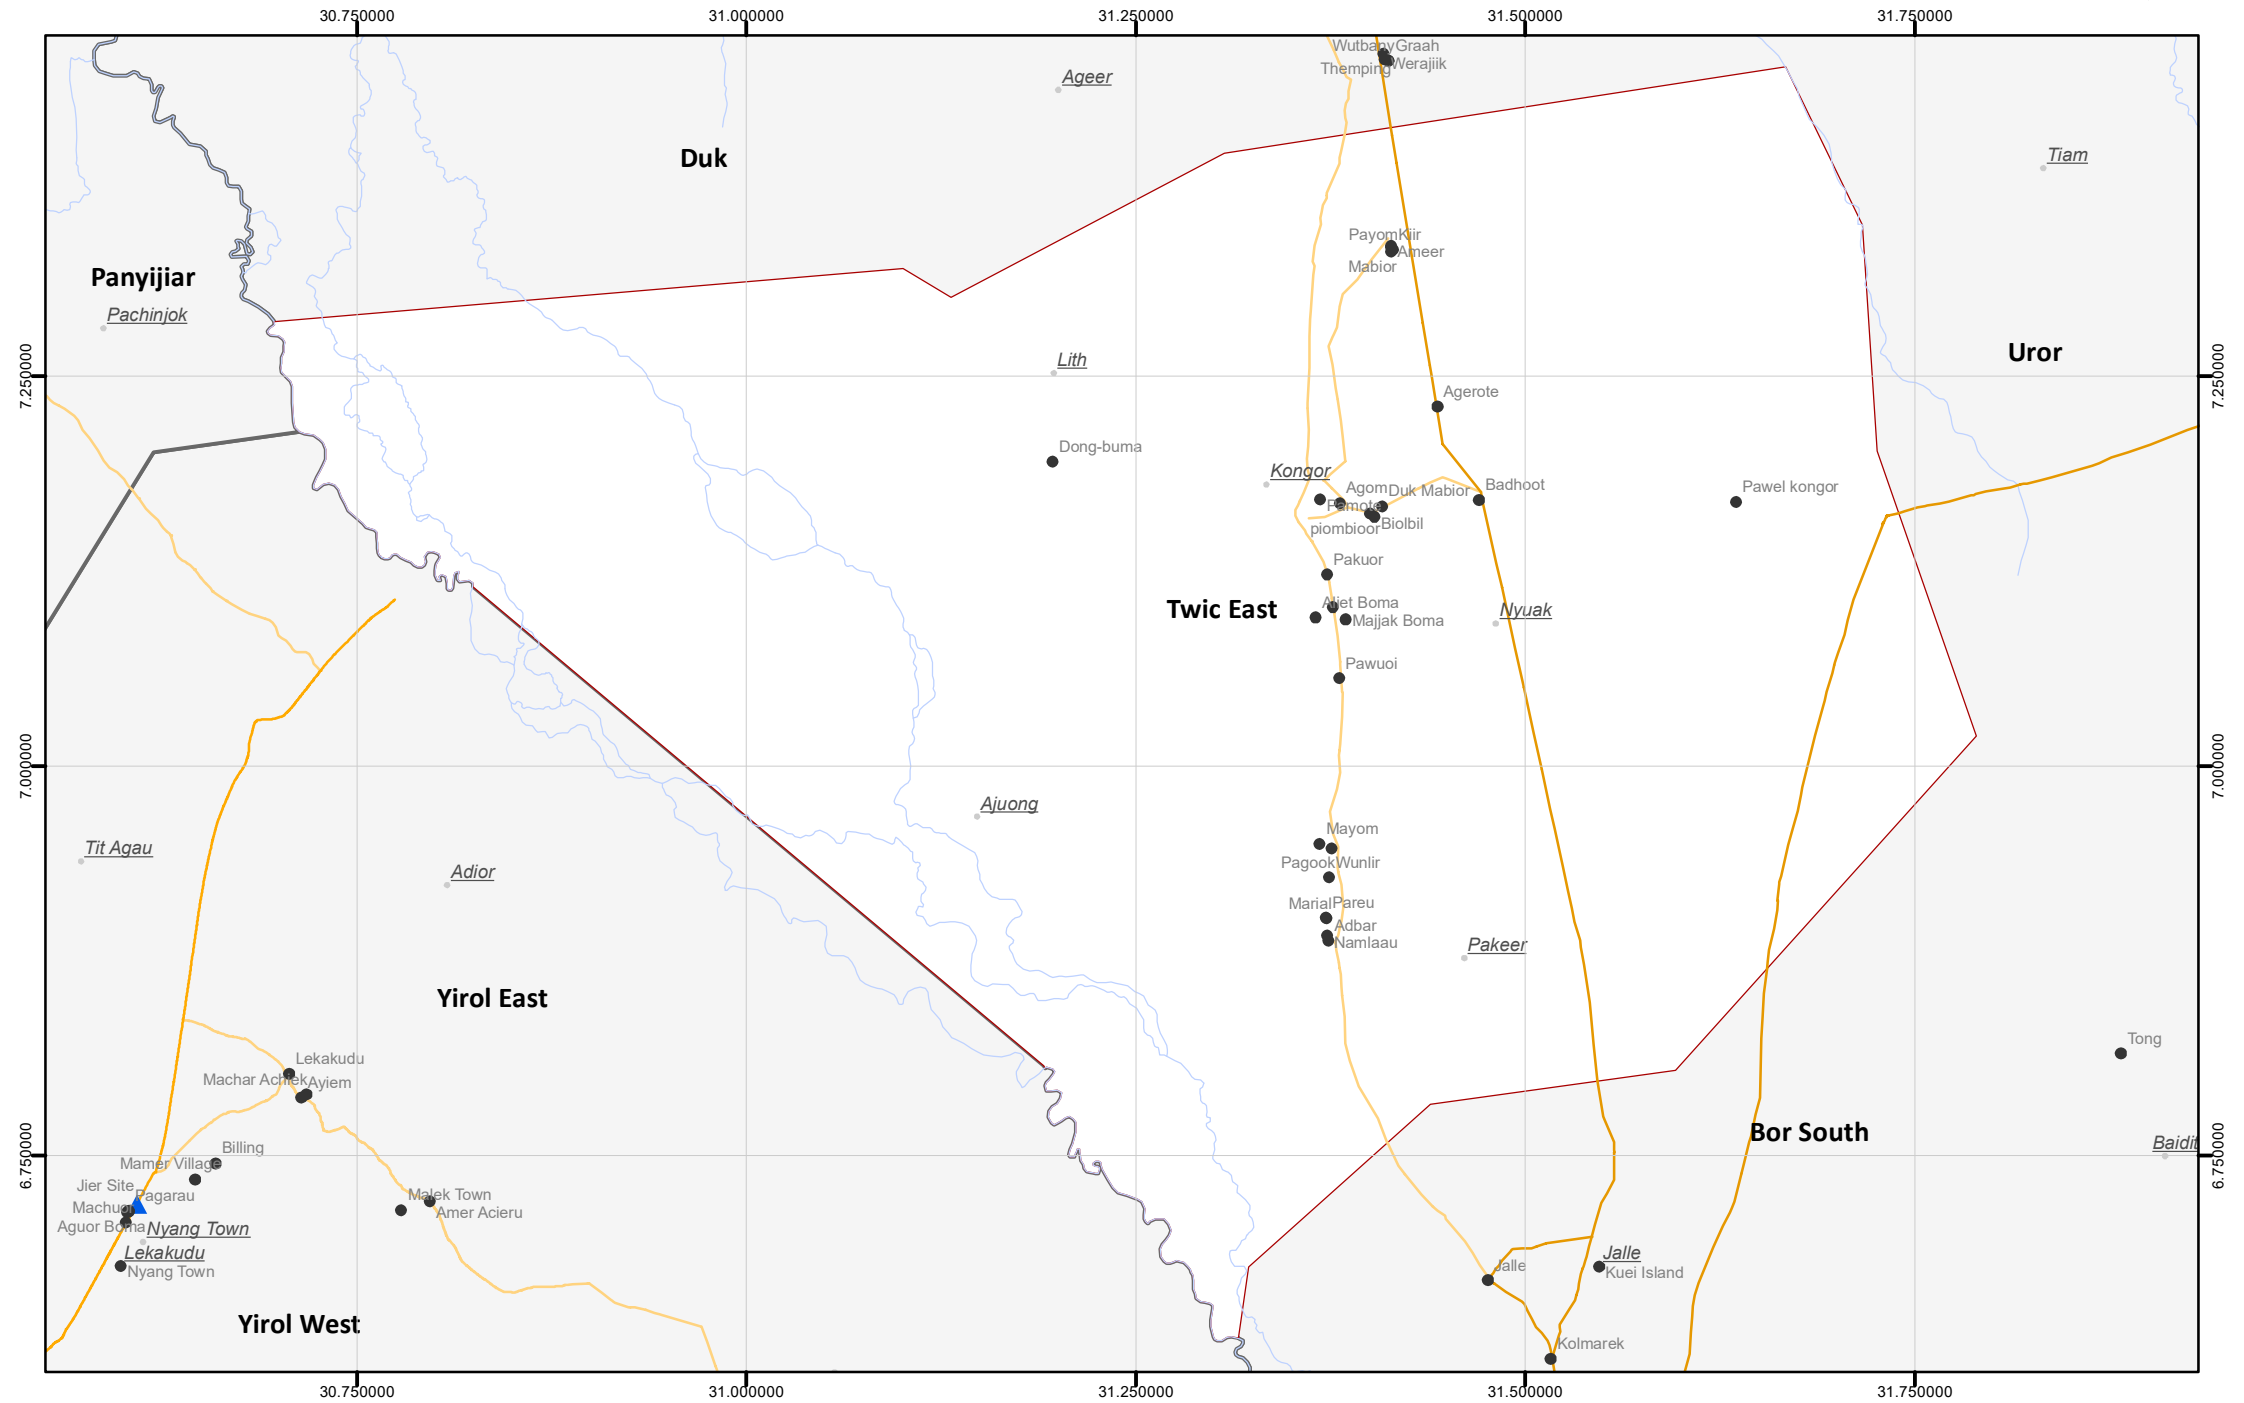 30.750000
31.000000
31.250000
31.500000
31.750000
WutbanyGraah
Themping
Werajiik
Ageer
Duk
Tiam
PayomKiir
Ameer
Mabior
Panyijiar
Pachinjok
Uror
Lith
7.250000
7.250000
Agerote
Dong-buma
Kongor
Agom
Duk Mabior
Badhoot
Pawel kongor
Pamote
piombioor
Biolbil
Pakuor
Aliet Boma
Majjak Boma
Twic East
Nyuak
Pawuoi
7.000000
7.000000
Ajuong
Mayom
PagookWunlir
Tit Agau
Adior
MarialPareu
Adbar
Namlaau
Pakeer
Yirol East
Tong
Lekakudu
Machar Achiek
Ayiem
Bor South
Baidit
6.750000
6.750000
Billing
Mamer Village
Jier Site
Pagarau
Machuor
Aguor Boma
Nyang Town
Malek Town
Amer Acieru
Lekakudu
Nyang Town
Jalle
Jalle
Kuei Island
Yirol West
Kolmarek
30.750000
31.000000
31.250000
31.500000
31.750000